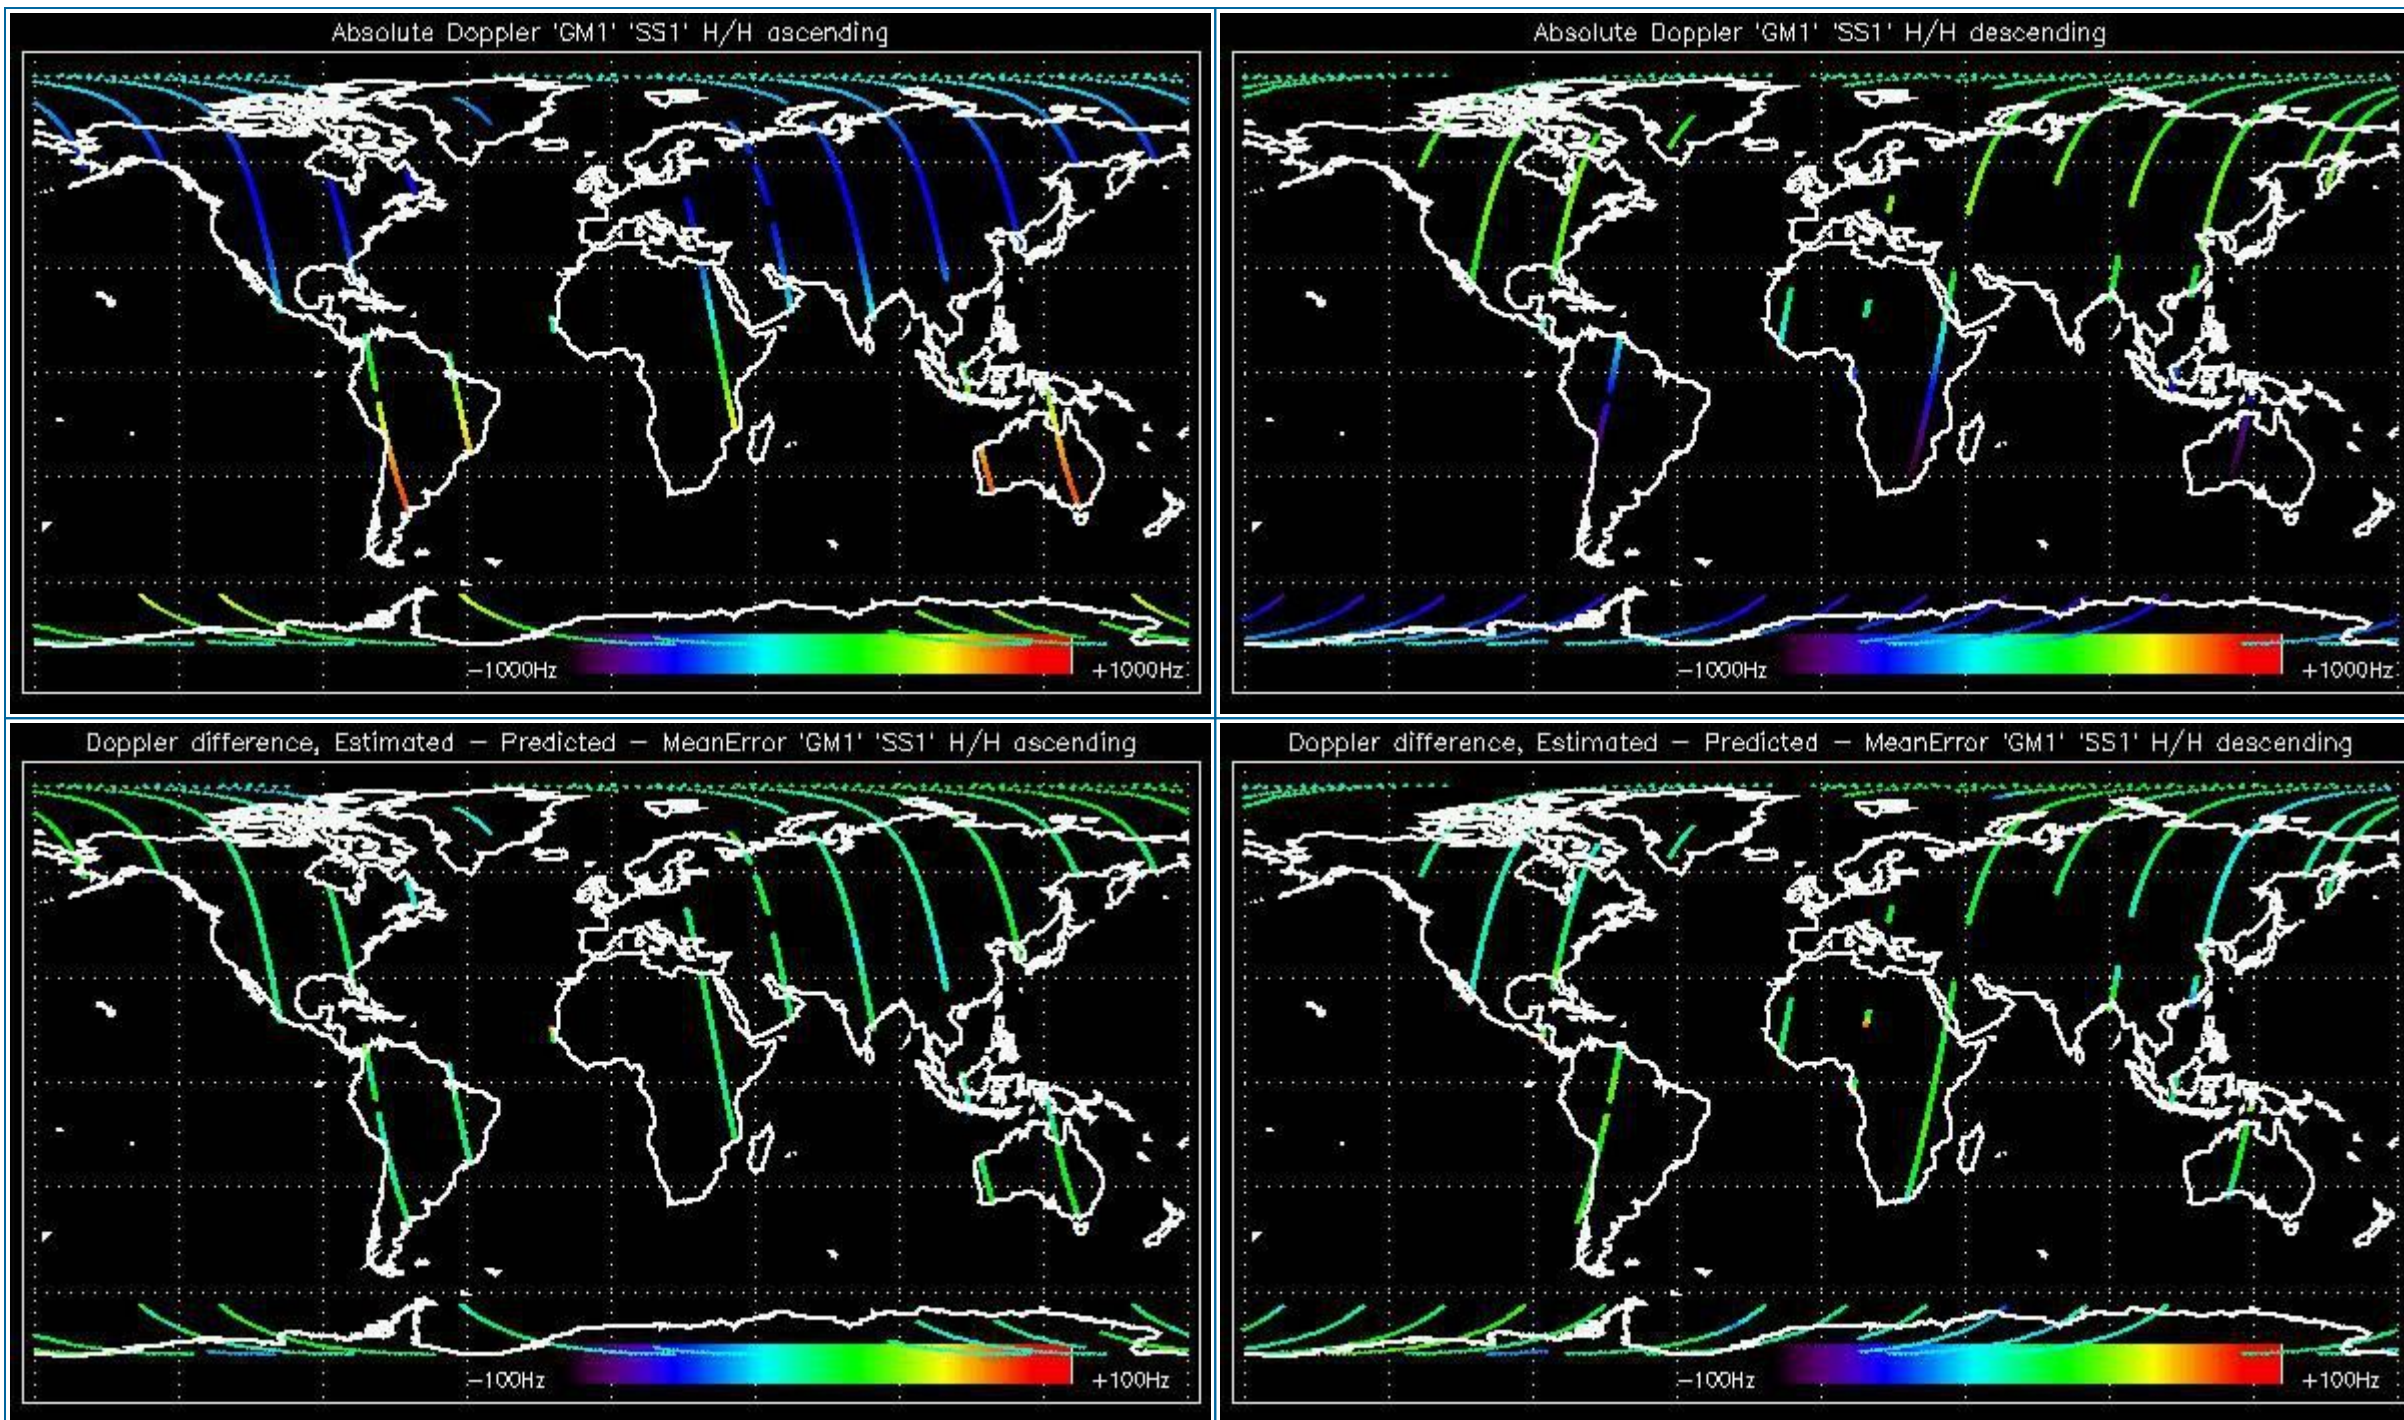 Absolute Doppler 'GM1' 'SS1' H/H ascending
−1000Hz
+1000Hz
Absolute Doppler 'GM1' 'SS1' H/H descending
−1000Hz
+1000Hz
Doppler difference, Estimated − Predicted − MeanError 'GM1' 'SS1' H/H ascending
−100Hz
+100Hz
Doppler difference, Estimated − Predicted − MeanError 'GM1' 'SS1' H/H descending
−100Hz
+100Hz